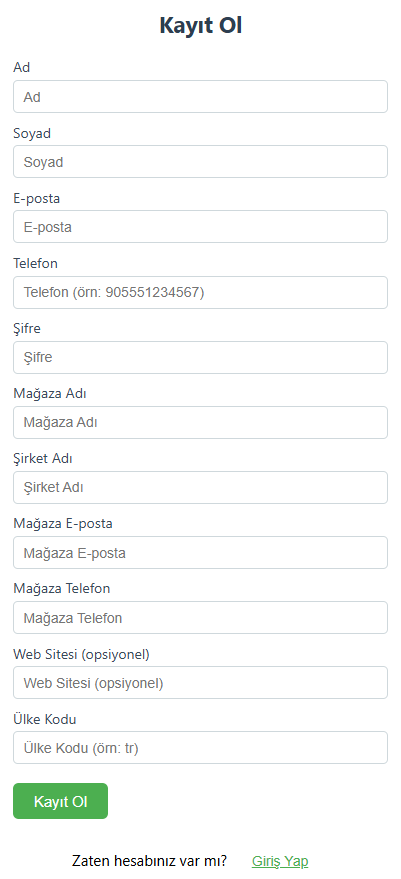 Kayıt Ol
Ad
Ad
Soyad
Soyad
E-posta
E-posta
Telefon
Telefon (örn: 905551234567)
Şifre
Şifre
Mağaza Adı
Mağaza Adı
Şirket Adı
Şirket Adı
Mağaza E-posta
Mağaza E-posta
Mağaza Telefon
Mağaza Telefon
Web Sitesi (opsiyonel)
Web Sitesi (opsiyonel)
Ülke Kodu
Ülke Kodu (örn: tr)
Kayıt Ol
Zaten hesabınız var mı? Giriş Yap